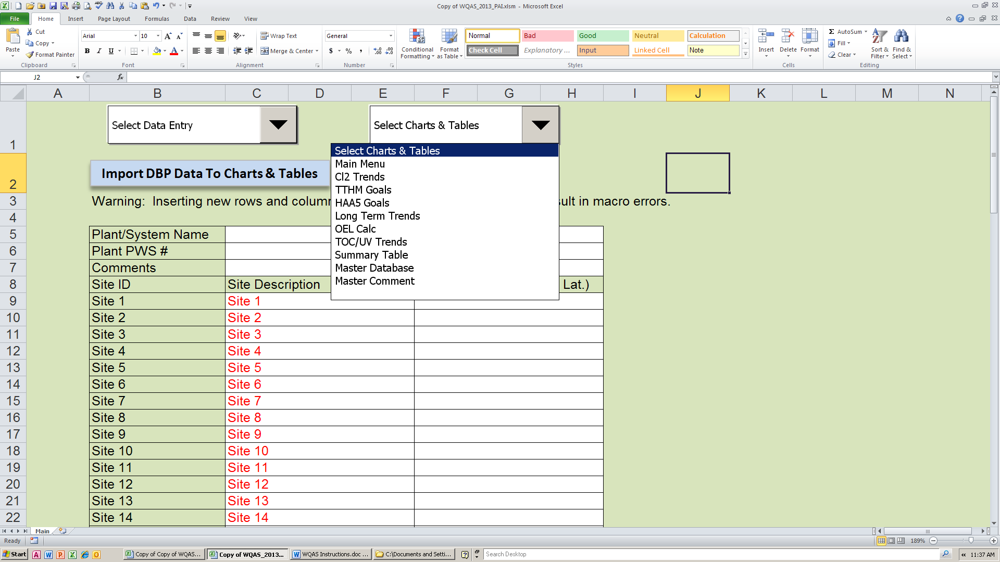 Copy of WQAS_2013_PAI.xlsm - Microsoft Excel
File Home Insert Page Layout Formulas Data Review View
Paste Cut Copy Format Painter Clipboard
Arial 10 B I U Font
Wrap Text Merge & Center Alignment
General $ % , Number
Conditional Formatting Format as Table
Normal Bad Good Neutral Calculation
Check Cell Explanatory ... Input Linked Cell Note
Styles
Insert Delete Format Cells
AutoSum Fill Clear Sort & Filter Find & Select Editing
J2 fx
A B C D E F G H I J K L M N
1 Select Data Entry Select Charts & Tables
Select Charts & Tables
Main Menu
Cl2 Trends
TTHM Goals
HAA5 Goals
Long Term Trends
OEL Calc
TOC/UV Trends
Summary Table
Master Database
Master Comment
2 Import DBP Data To Charts & Tables
3 Warning: Inserting new rows and colum sult in macro errors.
4
5 Plant/System Name
6 Plant PWS #
7 Comments
8 Site ID Site Description Lat.)
9 Site 1 Site 1
10 Site 2 Site 2
11 Site 3 Site 3
12 Site 4 Site 4
13 Site 5 Site 5
14 Site 6 Site 6
15 Site 7 Site 7
16 Site 8 Site 8
17 Site 9 Site 9
18 Site 10 Site 10
19 Site 11 Site 11
20 Site 12 Site 12
21 Site 13 Site 13
22 Site 14 Site 14
Main
Ready 189%
Start Copy of Copy of WQAS... Copy of WQAS_2013... WQAS Instructions.doc ... C:\Documents and Setti... Search Desktop « 11:37 AM